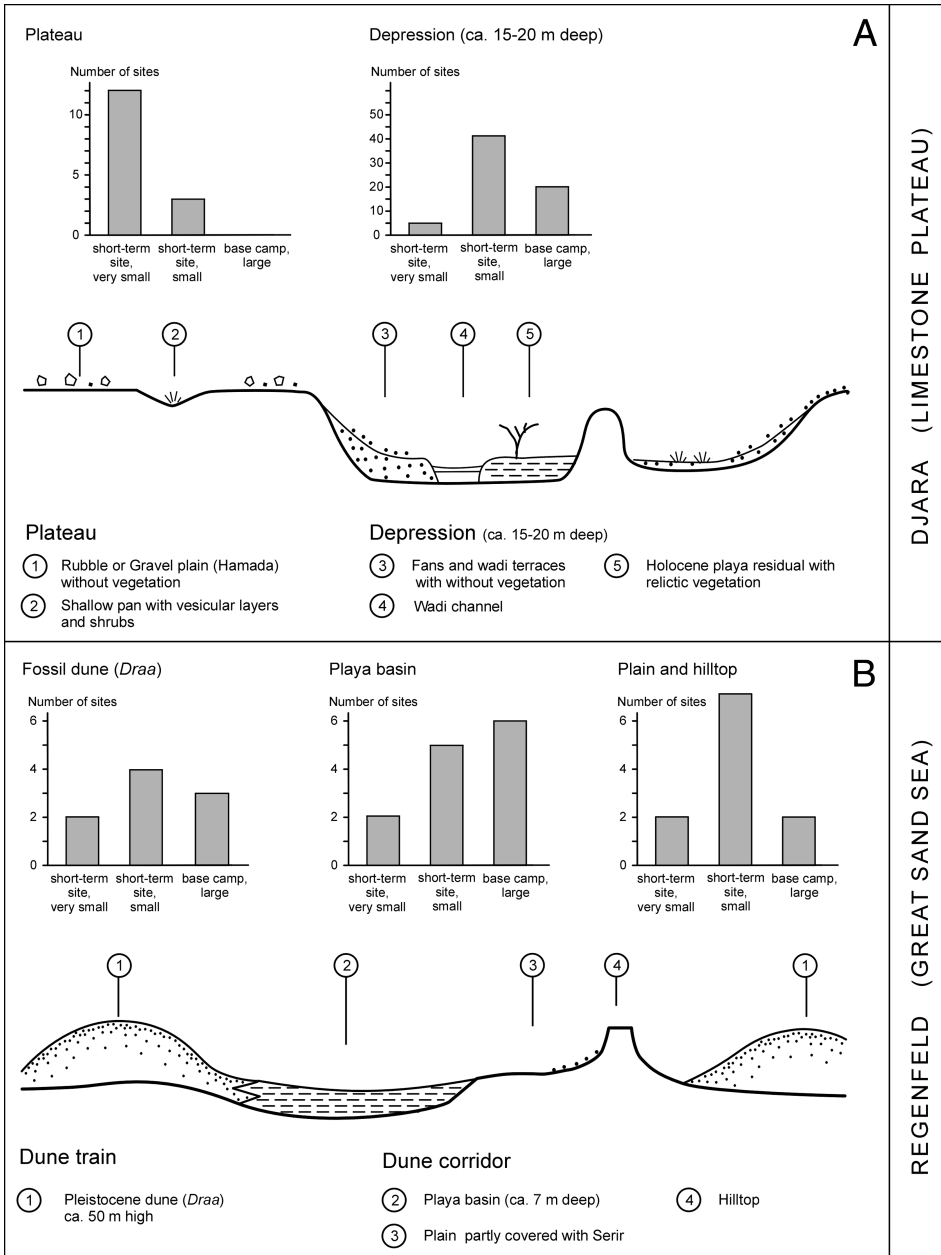 A
Plateau
Number of sites
10
5
0
short-term
site,
very small
short-term
site,
small
base camp,
large
Depression (ca. 15-20 m deep)
Number of sites
50
40
30
20
10
0
short-term
site,
very small
short-term
site,
small
base camp,
large
1
2
3
4
5
Plateau
1 Rubble or Gravel plain (Hamada)
without vegetation
2 Shallow pan with vesicular layers
and shrubs
Depression (ca. 15-20 m deep)
3 Fans and wadi terraces
with without vegetation
4 Wadi channel
5 Holocene playa residual with
relictic vegetation
DJARA (LIMESTONE PLATEAU)
B
Fossil dune (Draa)
Number of sites
6
4
2
0
short-term
site,
very small
short-term
site,
small
base camp,
large
Playa basin
Number of sites
6
4
2
0
short-term
site,
very small
short-term
site,
small
base camp,
large
Plain and hilltop
Number of sites
6
4
2
0
short-term
site,
very small
short-term
site,
small
base camp,
large
1
2
3
4
1
Dune train
1 Pleistocene dune (Draa)
ca. 50 m high
Dune corridor
2 Playa basin (ca. 7 m deep)
3 Plain partly covered with Serir
4 Hilltop
REGENFELD (GREAT SAND SEA)